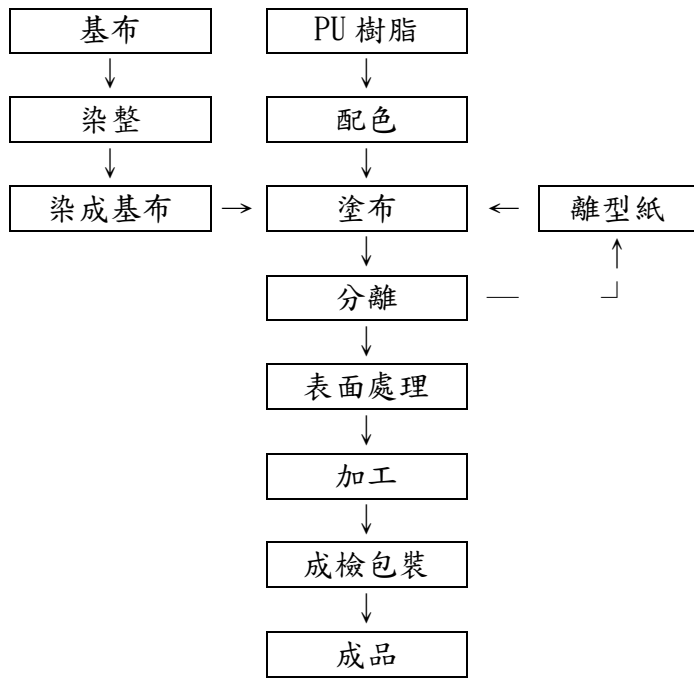 基布 PU 樹脂
染整 配色
染成基布 塗布 離型紙
分離
表面處理
加工
成檢包裝
成品